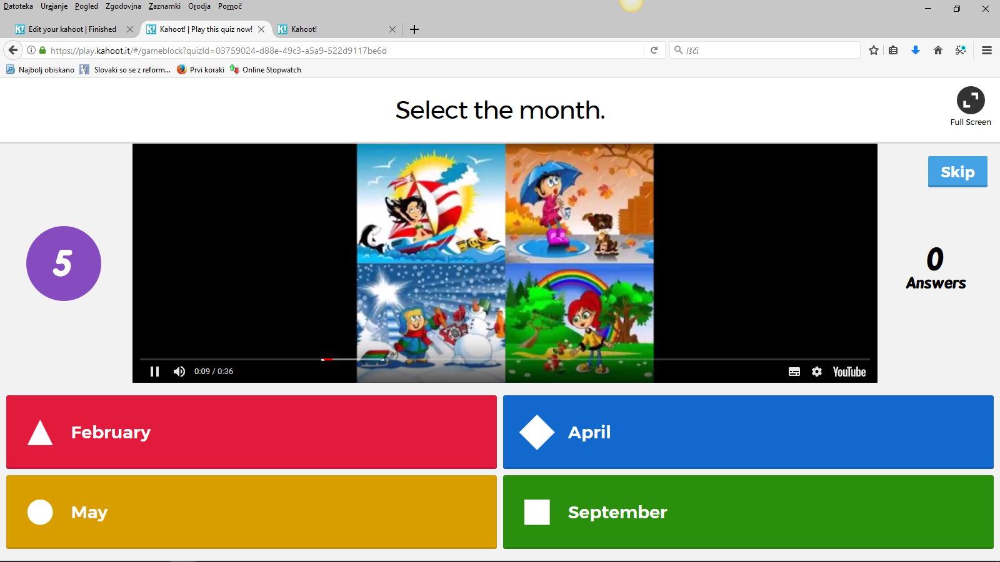 Datoteka Urejanje Pogled Zgodovina Zaznamki Orodja Pomoč
K! Edit your kahoot | Finished K! Kahoot! | Play this quiz now! K! Kahoot!
https://play.kahoot.it/#/gameblock?quizId=03759024-d88e-49c3-a5a9-522d9117be6d Išči
Najbolj obiskano Slovaki so se z reform... Prvi koraki Online Stopwatch
Select the month.
Full Screen
Skip
5
0
Answers
0:09 / 0:36 YouTube
February
April
May
September